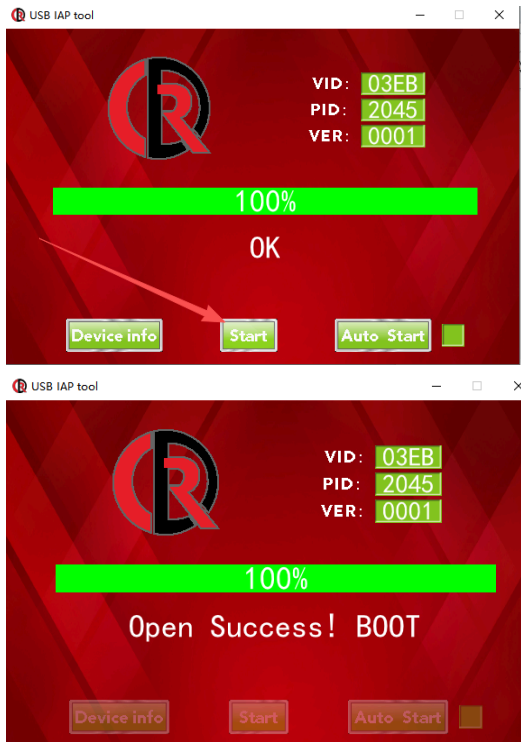 USB IAP tool
VID: 03EB
PID: 2045
VER: 0001
100%
OK
Device info
Start
Auto Start
USB IAP tool
VID: 03EB
PID: 2045
VER: 0001
100%
Open Success! BOOT
Device info
Start
Auto Start